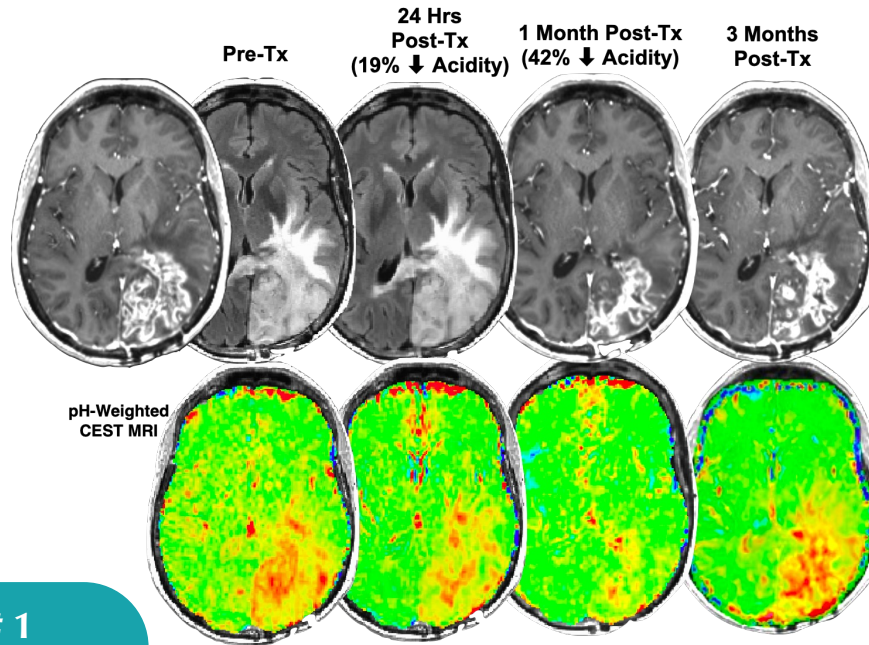 Pre-Tx
24 Hrs
Post-Tx
(19% ⬇ Acidity)
1 Month Post-Tx
(42% ⬇ Acidity)
3 Months
Post-Tx
pH-Weighted
CEST MRI
1